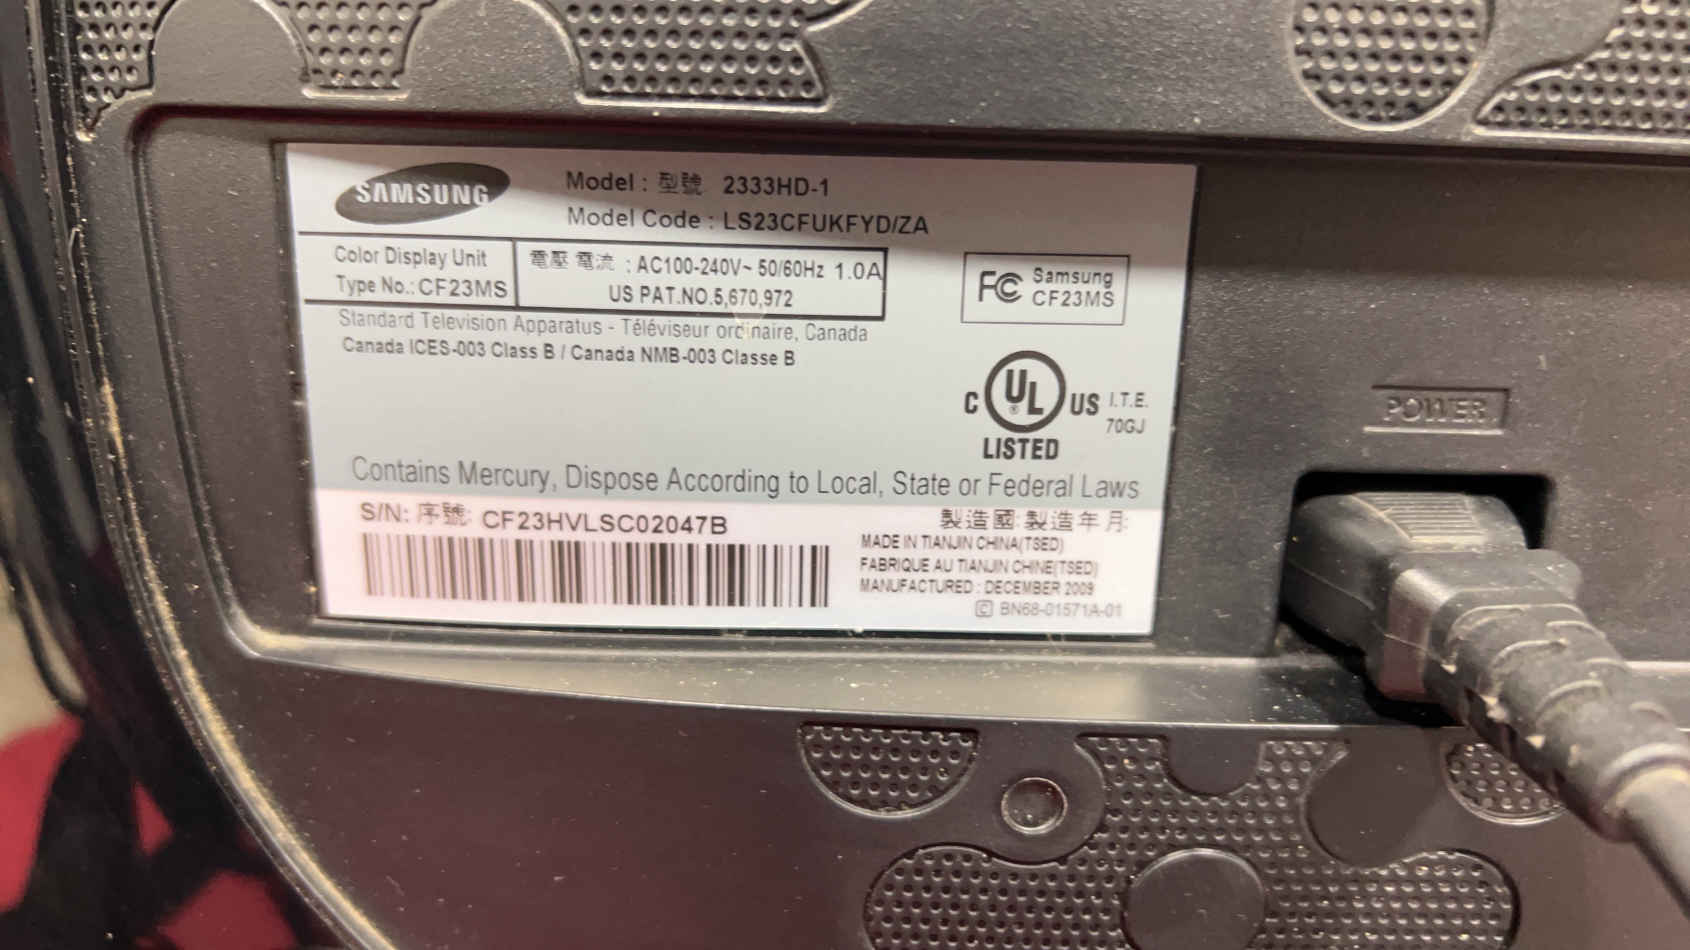 SAMSUNG
Model : 型號 2333HD-1
Model Code : LS23CFUKFYD/ZA
Color Display Unit
Type No.: CF23MS
電壓 電流 : AC100-240V~ 50/60Hz 1.0A
US PAT.NO.5,670,972
FC Samsung
CF23MS
Standard Television Apparatus - Téléviseur ordinaire, Canada
Canada ICES-003 Class B / Canada NMB-003 Classe B
C UL ® US I.T.E.
70GJ
LISTED
POWER
Contains Mercury, Dispose According to Local, State or Federal Laws
S/N: 序號: CF23HVLSC02047B
製造國: 製造年 月:
MADE IN TIANJIN CHINA(TSED)
FABRIQUE AU TIANJIN CHINE(TSED)
MANUFACTURED : DECEMBER 2009
C BN68-01571A-01